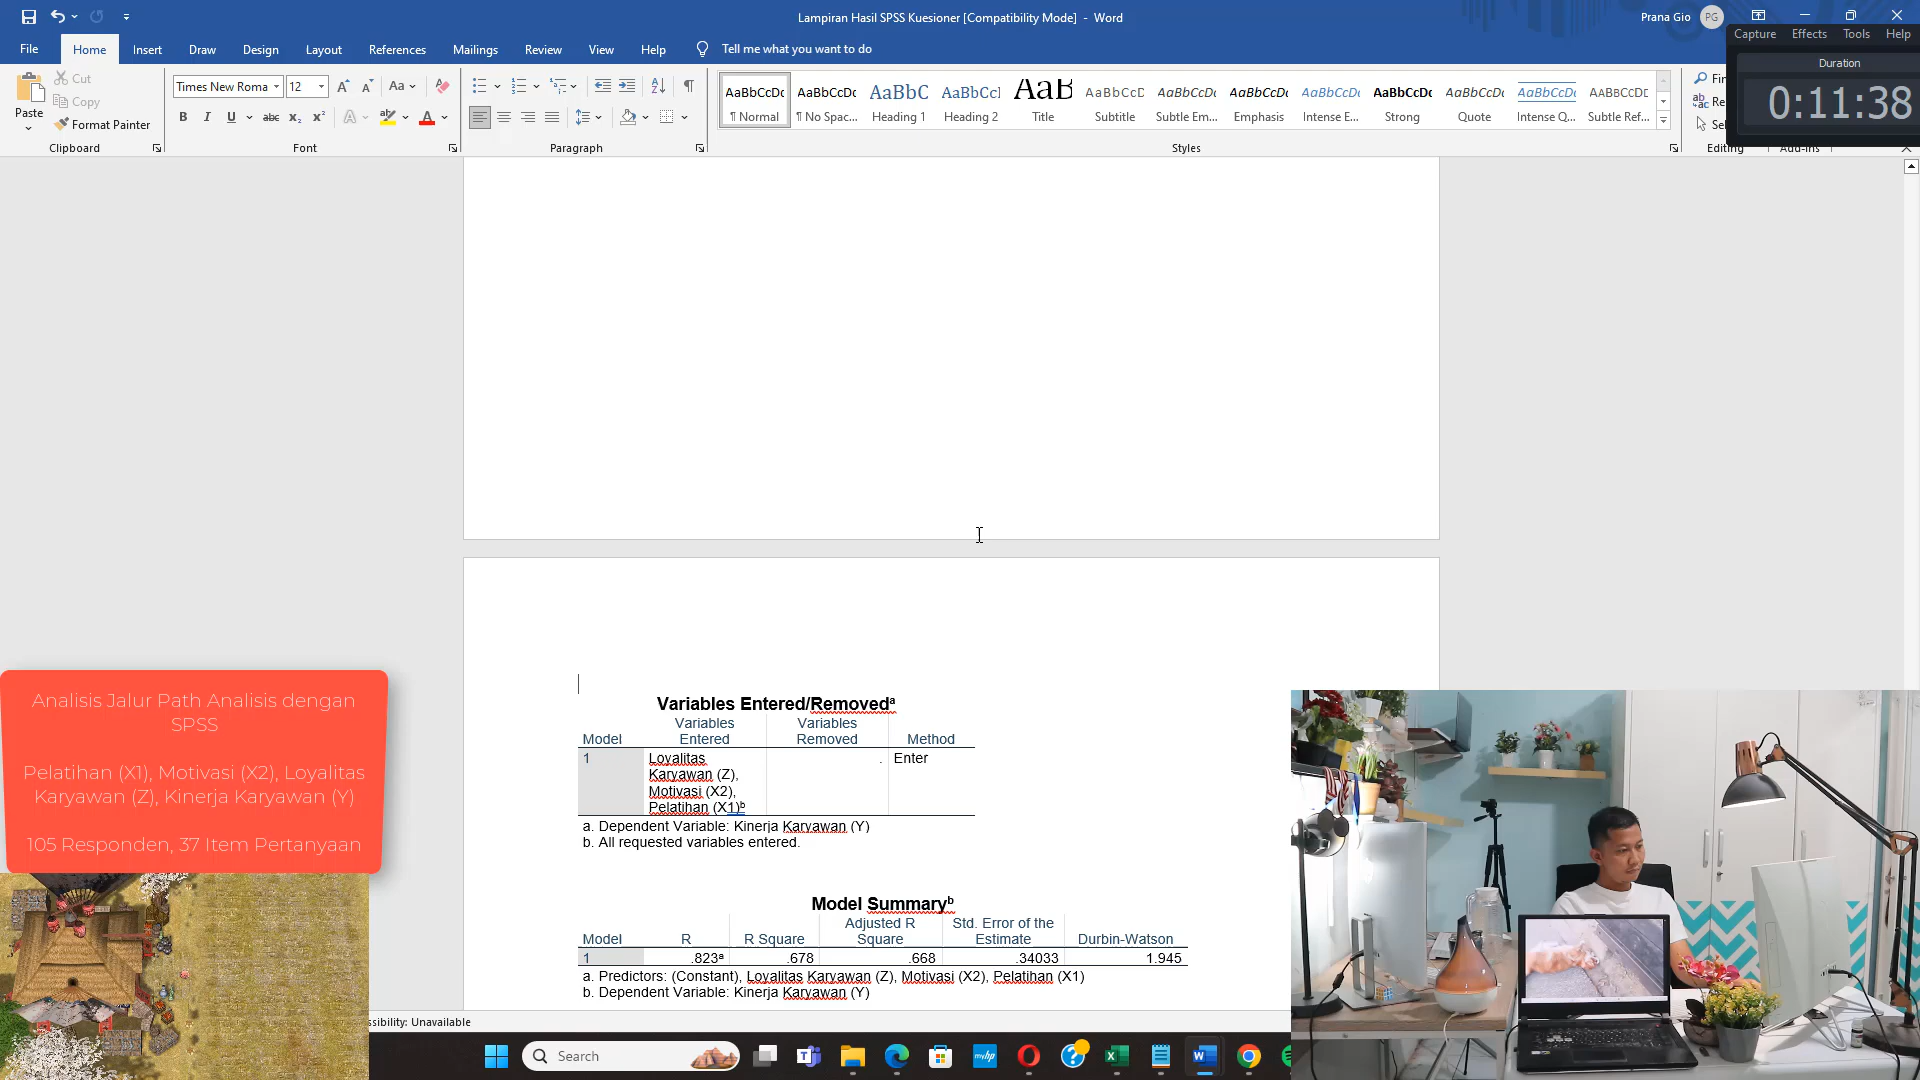 Lampiran Hasil SPSS Kuesioner [Compatibility Mode] - Word
Prana Gio
PG
File
Home
Insert
Draw
Design
Layout
References
Mailings
Review
View
Help
Tell me what you want to do
Capture
Effects
Tools
Help
Duration
0:11:38
Paste
Cut
Copy
Format Painter
Clipboard
Times New Roma
12
Font
Paragraph
AaBbCcDc
¶ Normal
AaBbCcDc
¶ No Spac...
AaBbC
Heading 1
AaBbCcl
Heading 2
AaB
Title
AaBbCcD
Subtitle
AaBbCcDc
Subtle Em...
AaBbCcDc
Emphasis
AaBbCcDc
Intense E...
AaBbCcDc
Strong
AaBbCcDc
Quote
AaBbCcDc
Intense Q...
AABBCCDE
Subtle Ref...
Styles
Editing
Add-ins
Variables Entered/Removedᵃ
Model
Variables Entered
Variables Removed
Method
1
Loyalitas
Karyawan (Z),
Motivasi (X2),
Pelatihan (X1)ᵇ
.
Enter
a. Dependent Variable: Kinerja Karyawan (Y)
b. All requested variables entered.
Model Summaryᵇ
Model
R
R Square
Adjusted R Square
Std. Error of the Estimate
Durbin-Watson
1 .823ᵃ .678 .668 .34033 1.945
a. Predictors: (Constant), Loyalitas Karyawan (Z), Motivasi (X2), Pelatihan (X1)
b. Dependent Variable: Kinerja Karyawan (Y)
Analisis Jalur Path Analisis dengan
SPSS
Pelatihan (X1), Motivasi (X2), Loyalitas
Karyawan (Z), Kinerja Karyawan (Y)
105 Responden, 37 Item Pertanyaan
ssibility: Unavailable
Search